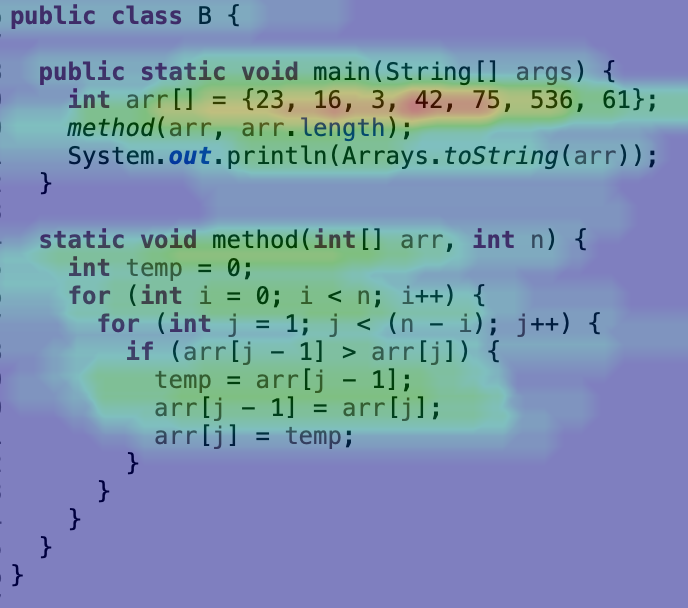 public class B {
public static void main(String[] args) {
int arr[] = {23, 16, 3, 42, 75, 536, 61};
method(arr, arr.length);
System.out.println(Arrays.toString(arr));
}
static void method(int[] arr, int n) {
int temp = 0;
for (int i = 0; i < n; i++) {
for (int j = 1; j < (n - i); j++) {
if (arr[j - 1] > arr[j]) {
temp = arr[j - 1];
arr[j - 1] = arr[j];
arr[j] = temp;
}
}
}
}
}